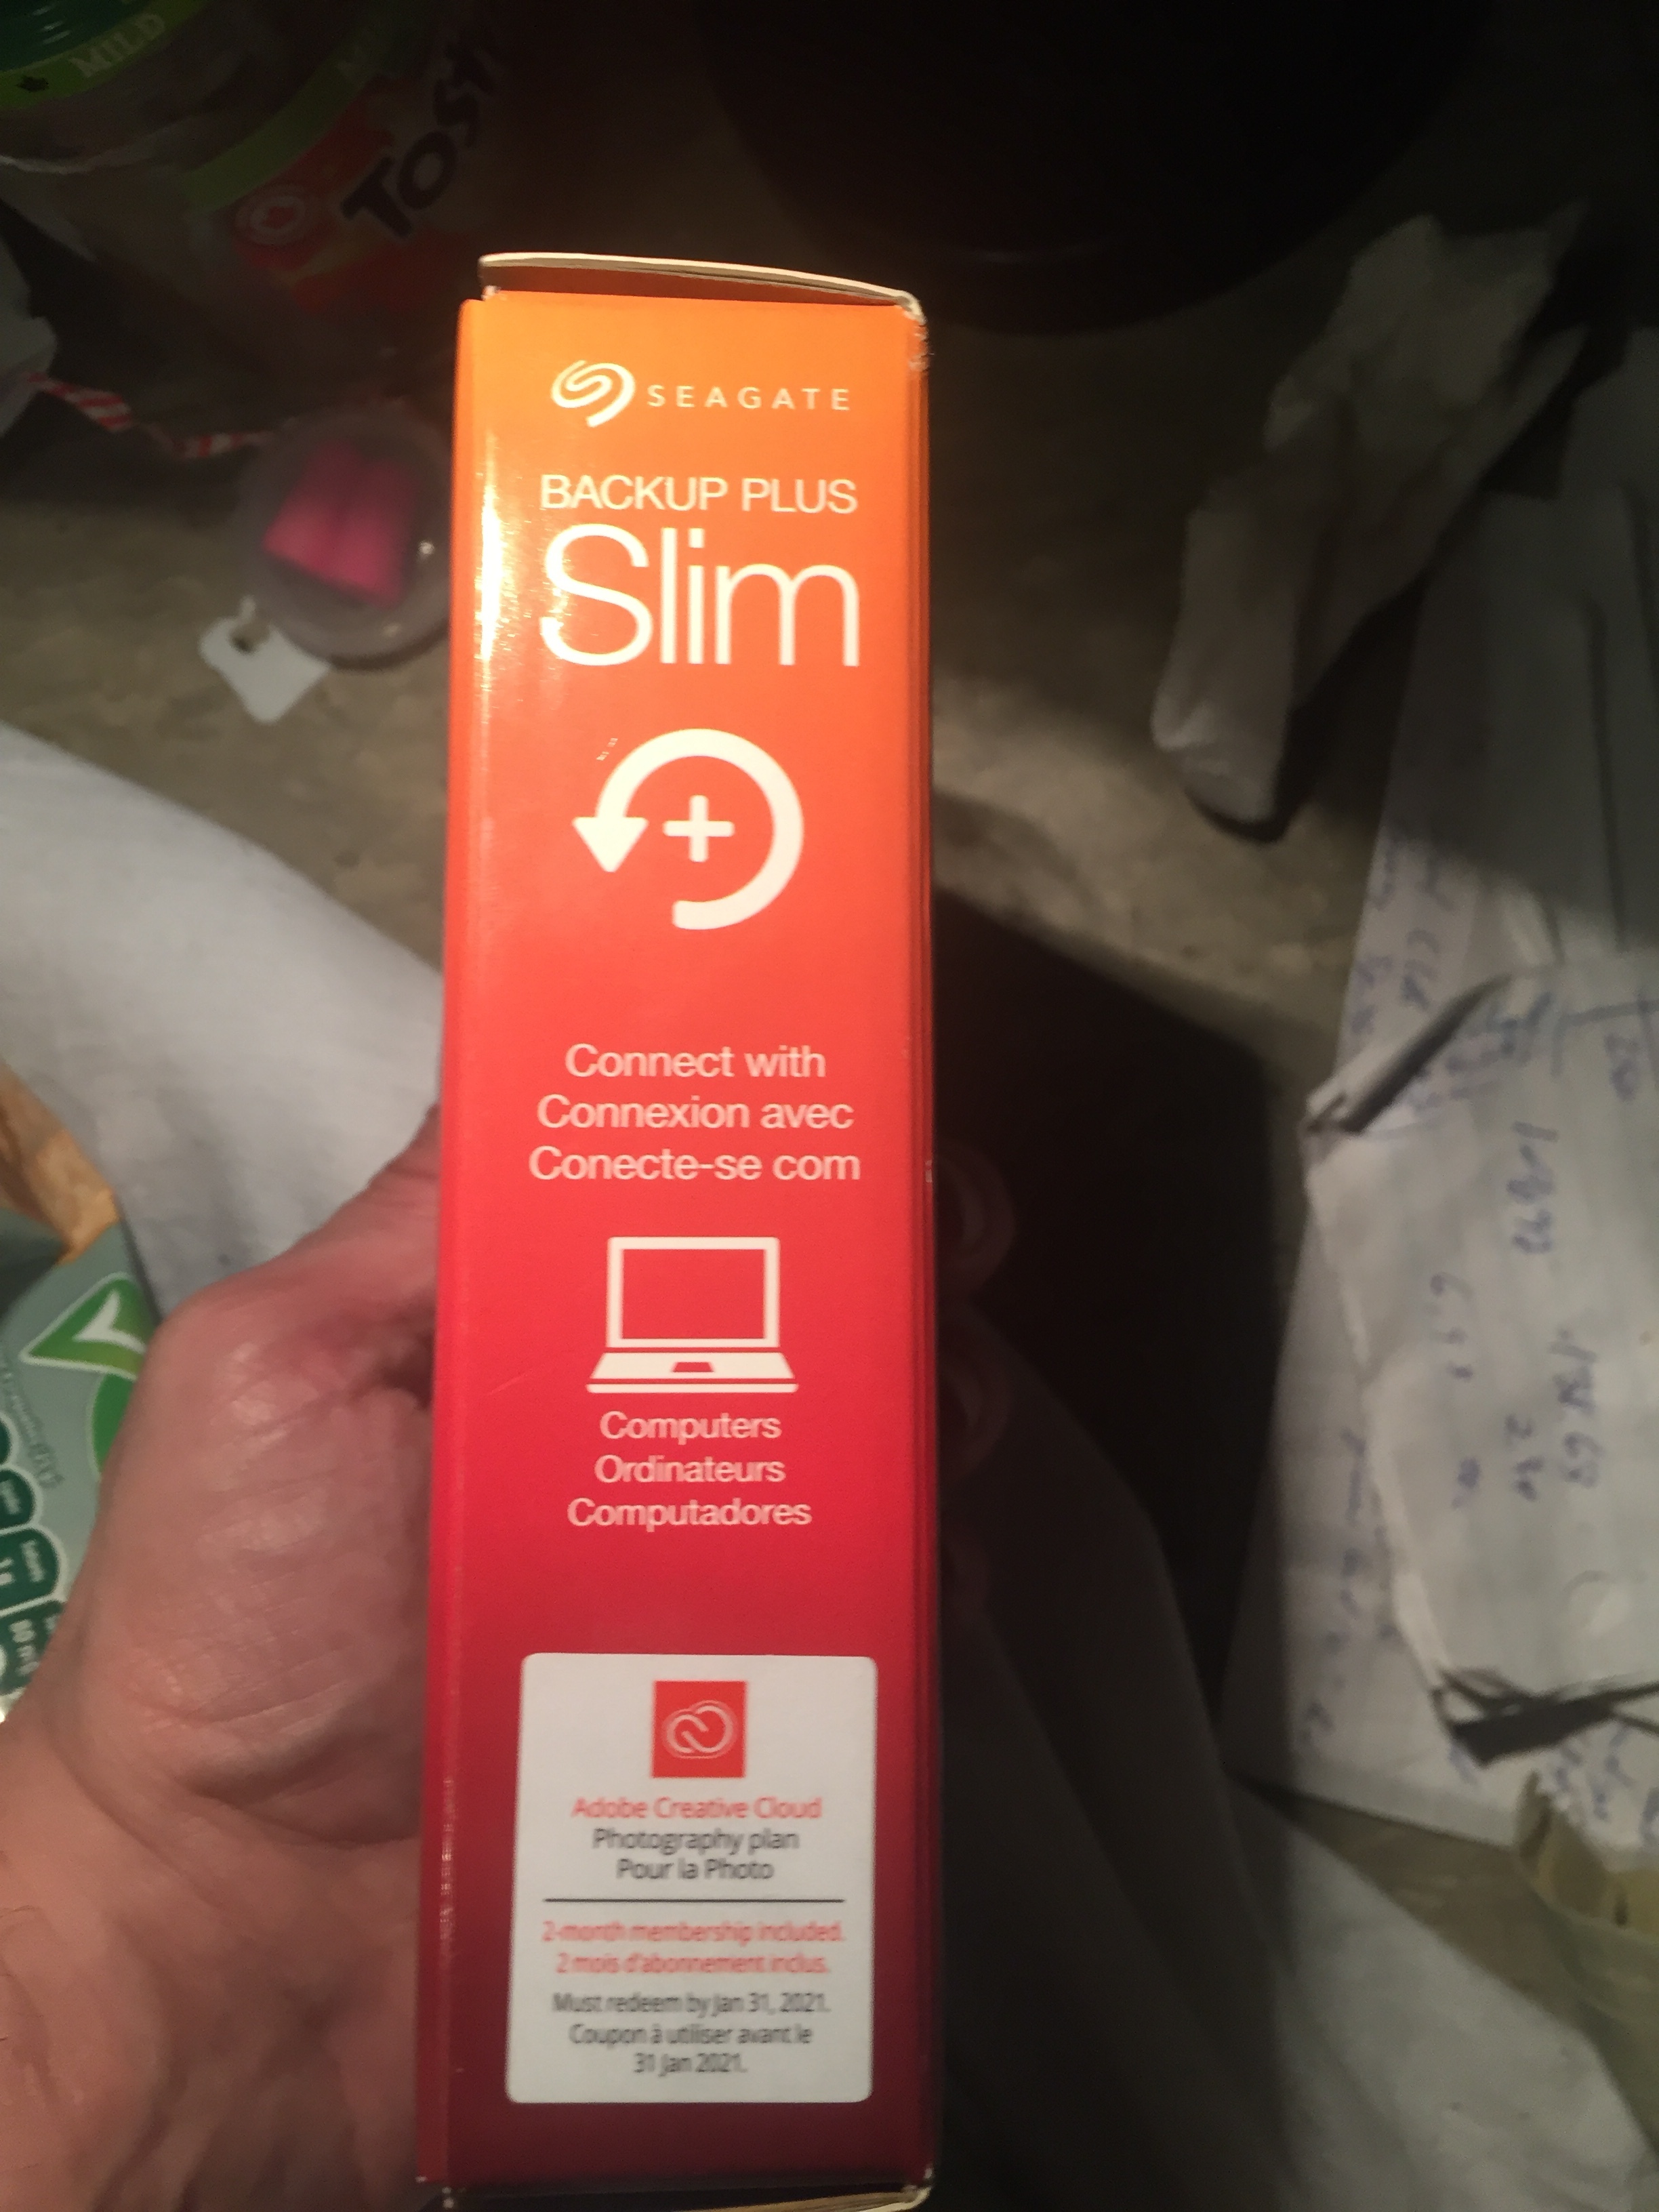 MILD
SEAGATE
BACKUP PLUS
Slim
Connect with
Connexion avec
Conecte-se com
Computers
Ordinateurs
Computadores
Adobe Creative Cloud
Photography plan
Pour la Photo
2-month membership included.
2 mois d'abonnement inclus.
Must redeem by Jan 31, 2021.
Coupon à utiliser avant le
31 Jan 2021.